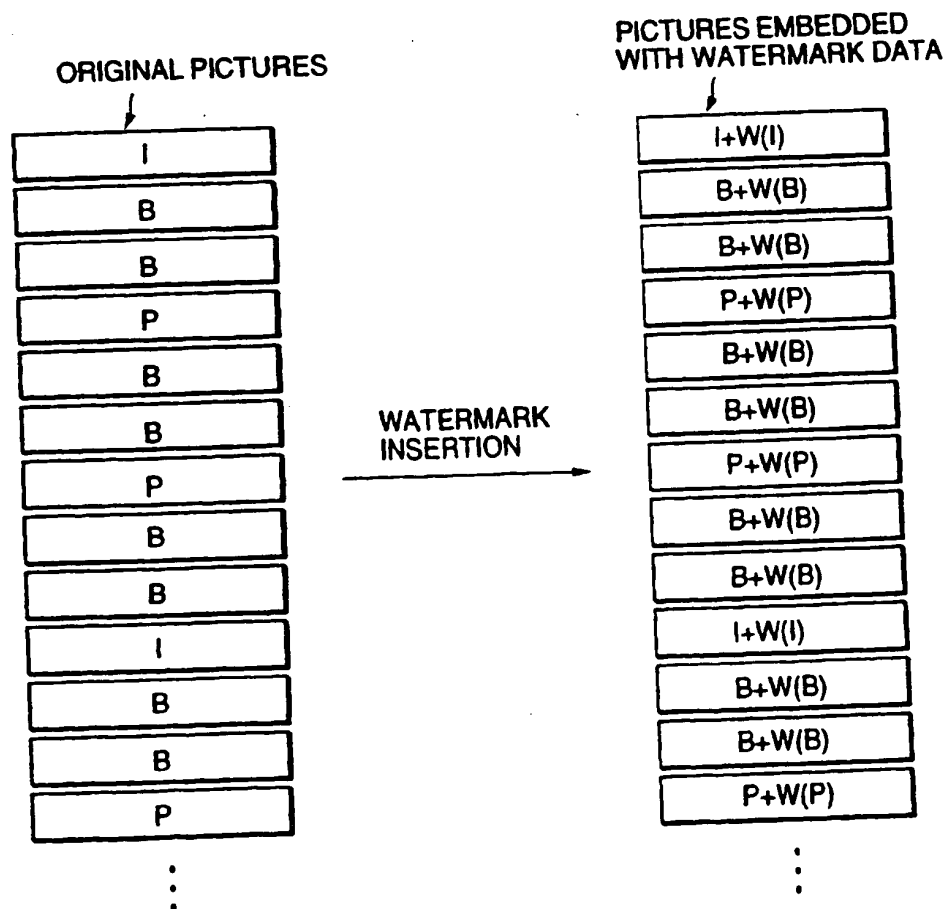 ORIGINAL PICTURES
I
B
B
P
B
B
P
B
B
I
B
B
P
WATERMARK
INSERTION
PICTURES EMBEDDED
WITH WATERMARK DATA
I+W(I)
B+W(B)
B+W(B)
P+W(P)
B+W(B)
B+W(B)
P+W(P)
B+W(B)
B+W(B)
I+W(I)
B+W(B)
B+W(B)
P+W(P)